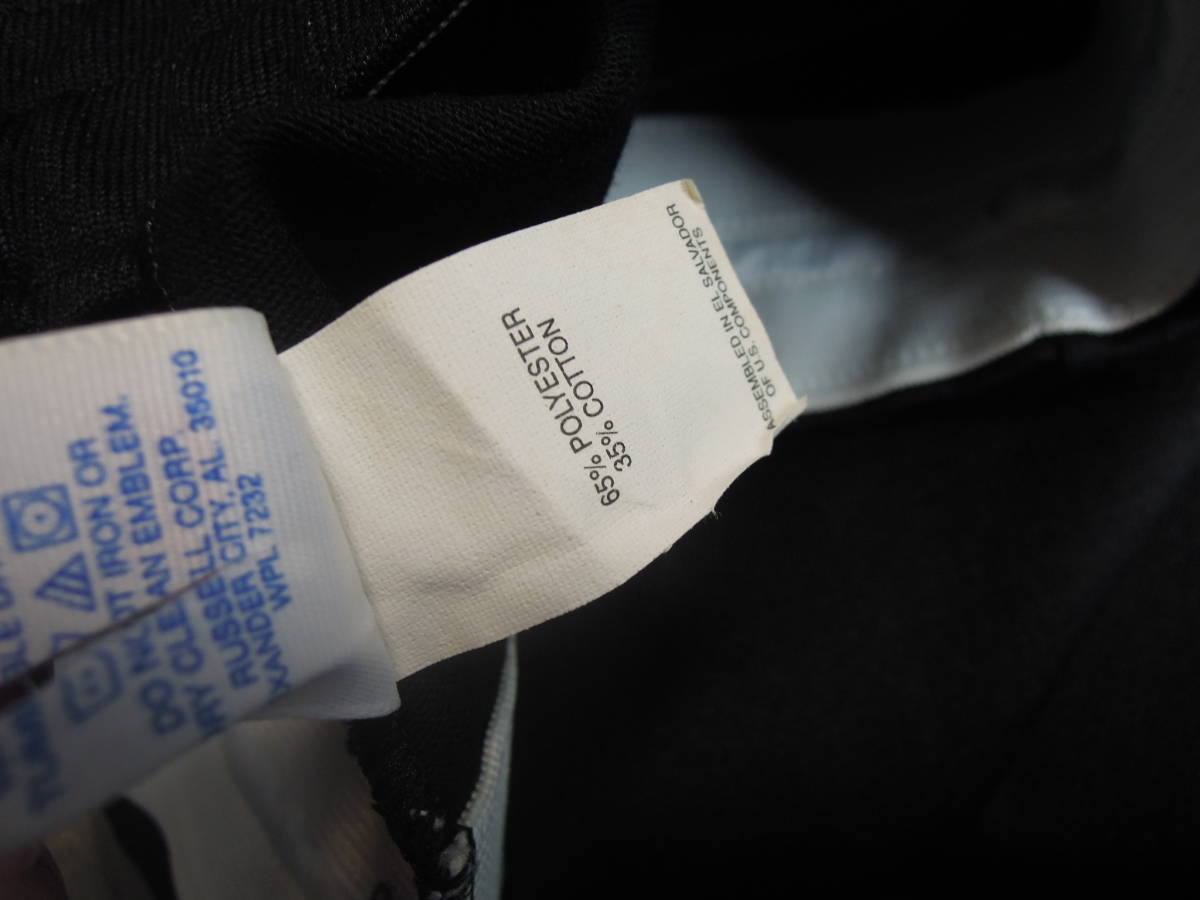 65% POLYESTER
35% COTTON
ASSEMBLED IN EL SALVADOR
OF U.S. COMPONENTS
TUMBLE
DO NOT IRON OR
CLEAN EMBLEM.
RUSSELL CORP.
CITY, AL. 35010
WPL 7232